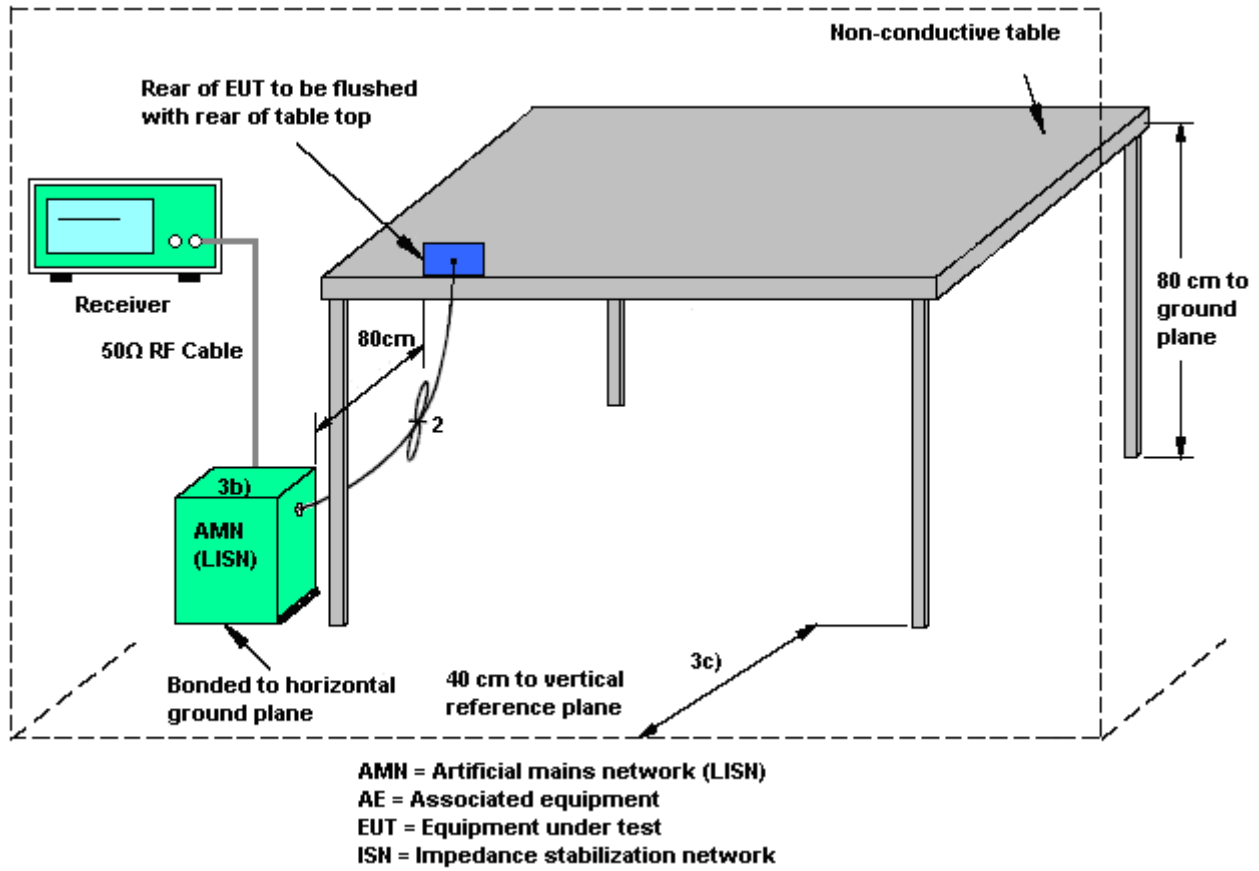 Non-conductive table
Rear of EUT to be flushed
with rear of table top
Receiver
50Ω RF Cable
80cm
2
80 cm to
ground
plane
3b)
AMN
(LISN)
3c)
Bonded to horizontal
ground plane
40 cm to vertical
reference plane
AMN = Artificial mains network (LISN)
AE = Associated equipment
EUT = Equipment under test
ISN = Impedance stabilization network